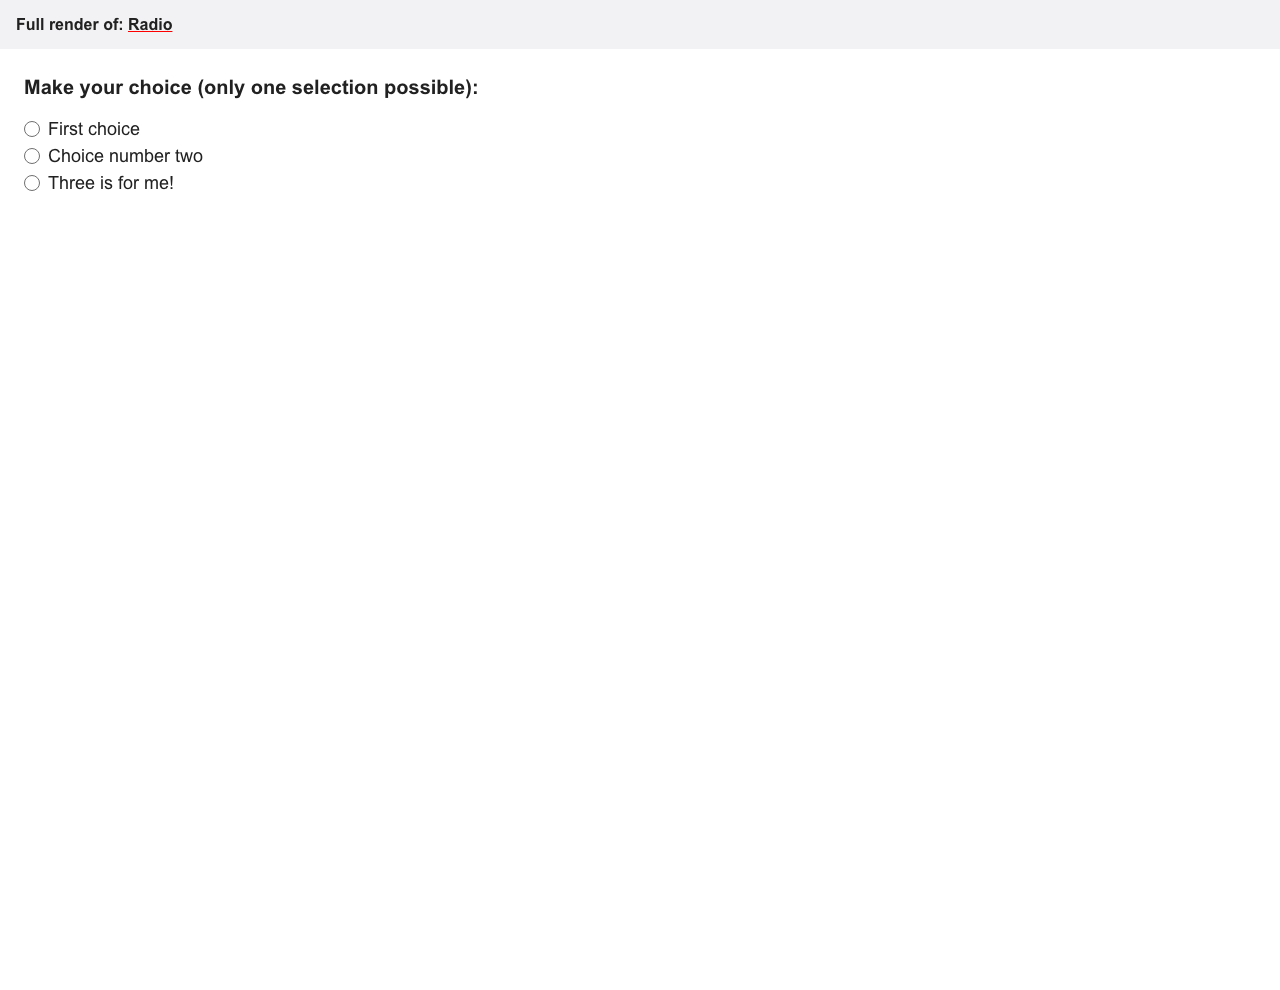 Full render of: Radio
Make your choice (only one selection possible):
First choice
Choice number two
Three is for me!